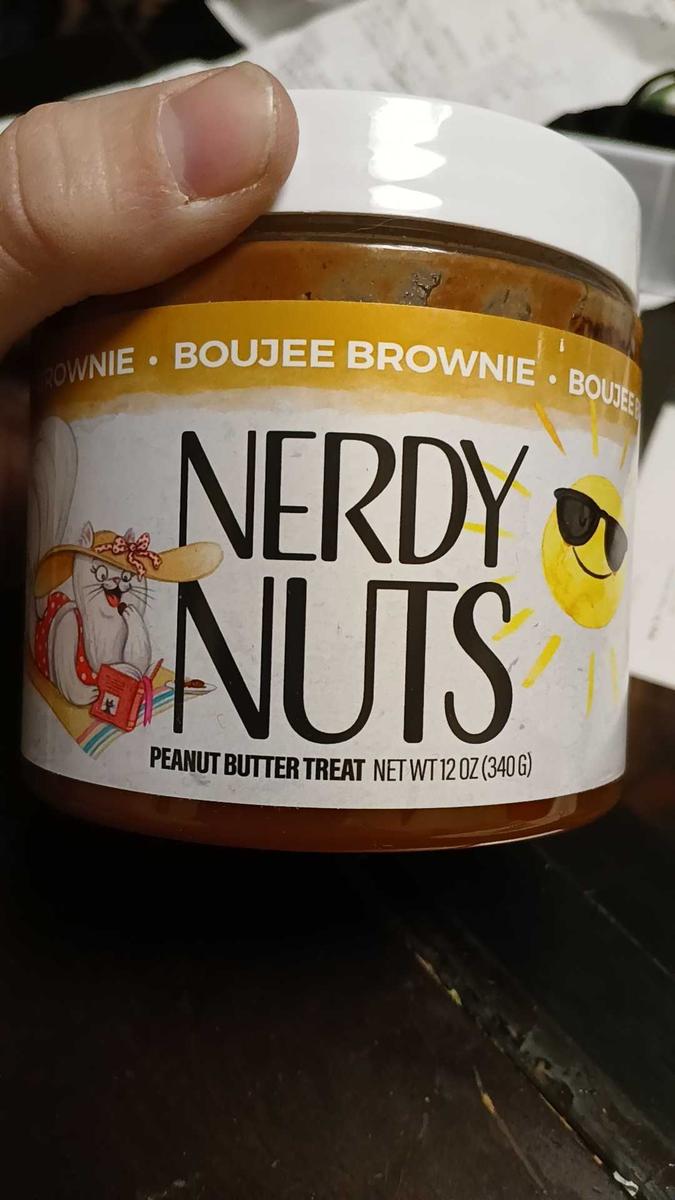 ROWNIE • BOUJEE BROWNIE • BOUJEE B
NERDY
NUTS
PEANUT BUTTER TREAT NET WT 12 OZ (340 G)